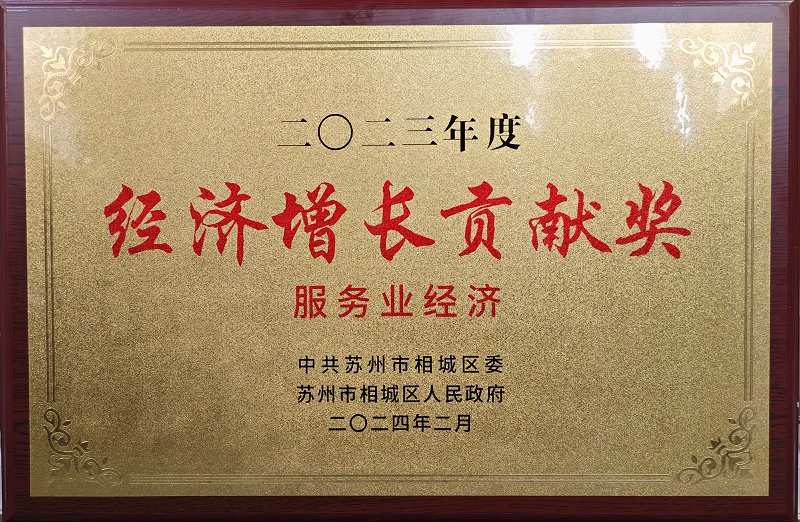 二〇二三年度
经济增长贡献奖
服务业经济
中共苏州市相城区委
苏州市相城区人民政府
二〇二四年二月